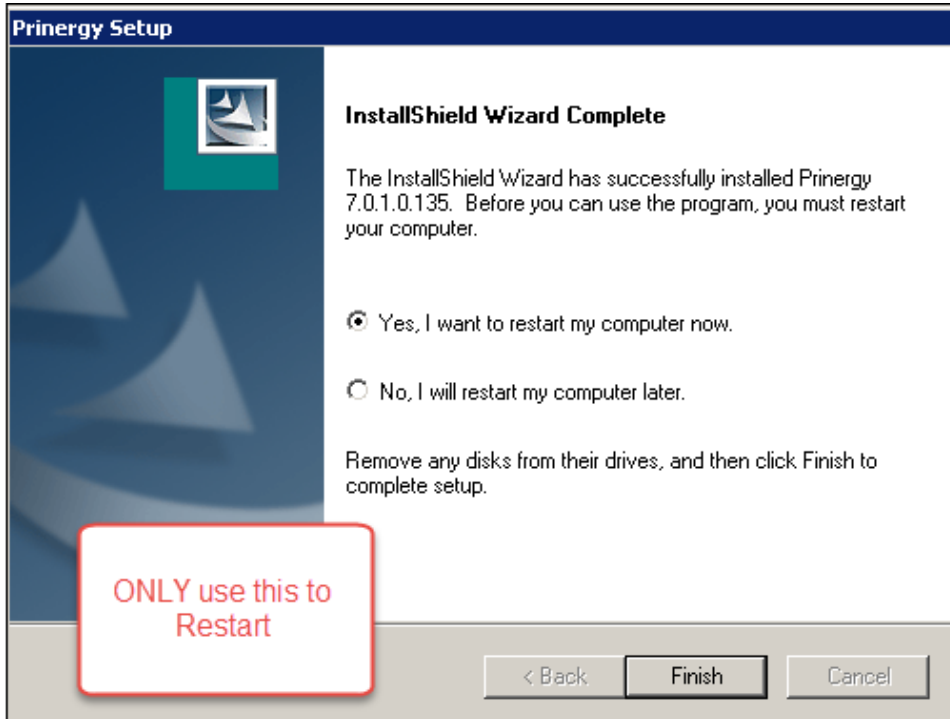 Prinergy Setup
InstallShield Wizard Complete
The InstallShield Wizard has successfully installed Prinergy
7.0.1.0.135.  Before you can use the program, you must restart
your computer.
Yes, I want to restart my computer now.
No, I will restart my computer later.
Remove any disks from their drives, and then click Finish to
complete setup.
ONLY use this to
Restart
< Back
Finish
Cancel